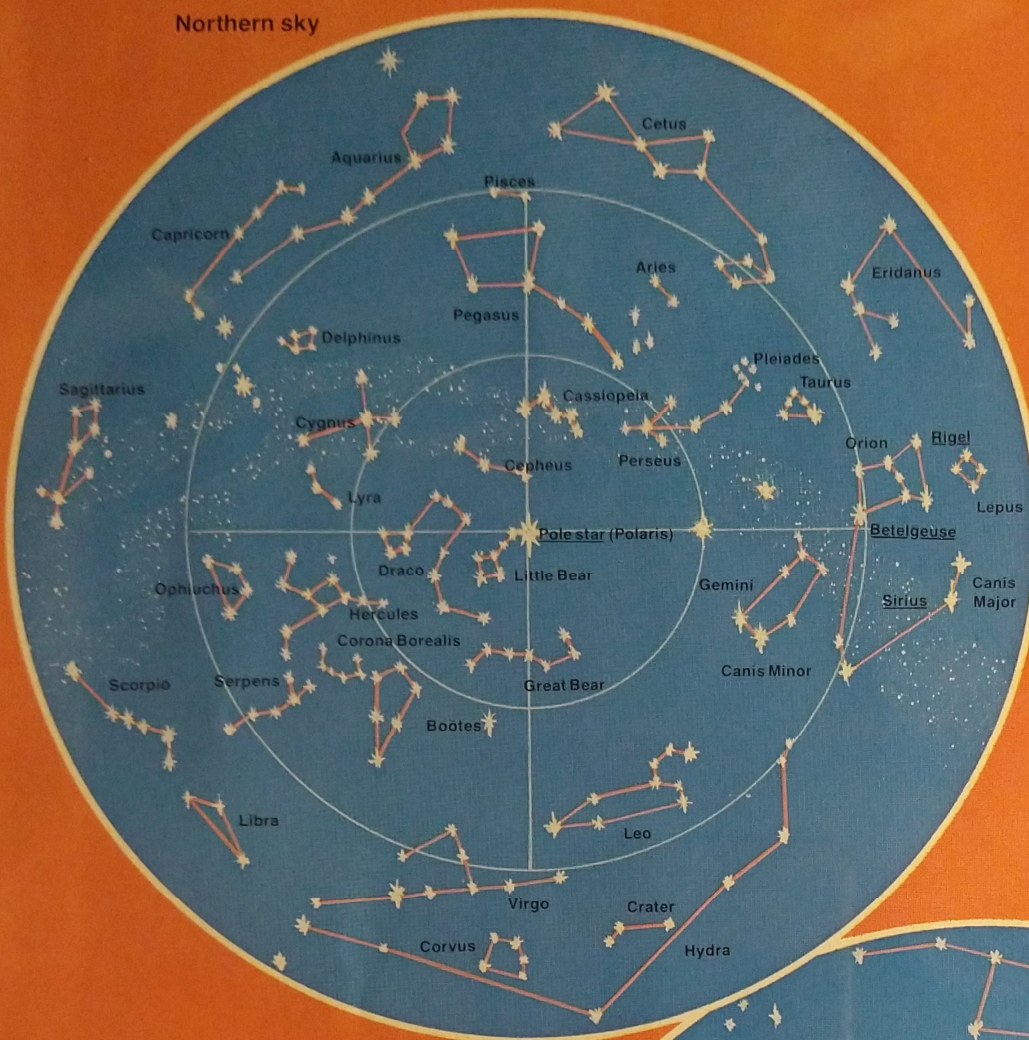 Northern sky
Cetus
Aquarius
Pisces
Capricorn
Aries
Eridanus
Pegasus
Delphinus
Pleiades
Taurus
Sagittarius
Cassiopeia
Cygnus
Orion
Rigel
Perseus
Cepheus
Lyra
Lepus
Pole star (Polaris)
Betelgeuse
Draco
Little Bear
Gemini
Canis
Major
Ophiuchus
Sirius
Hercules
Corona Borealis
Canis Minor
Scorpio
Serpens
Great Bear
Boötes
Libra
Leo
Virgo
Crater
Corvus
Hydra